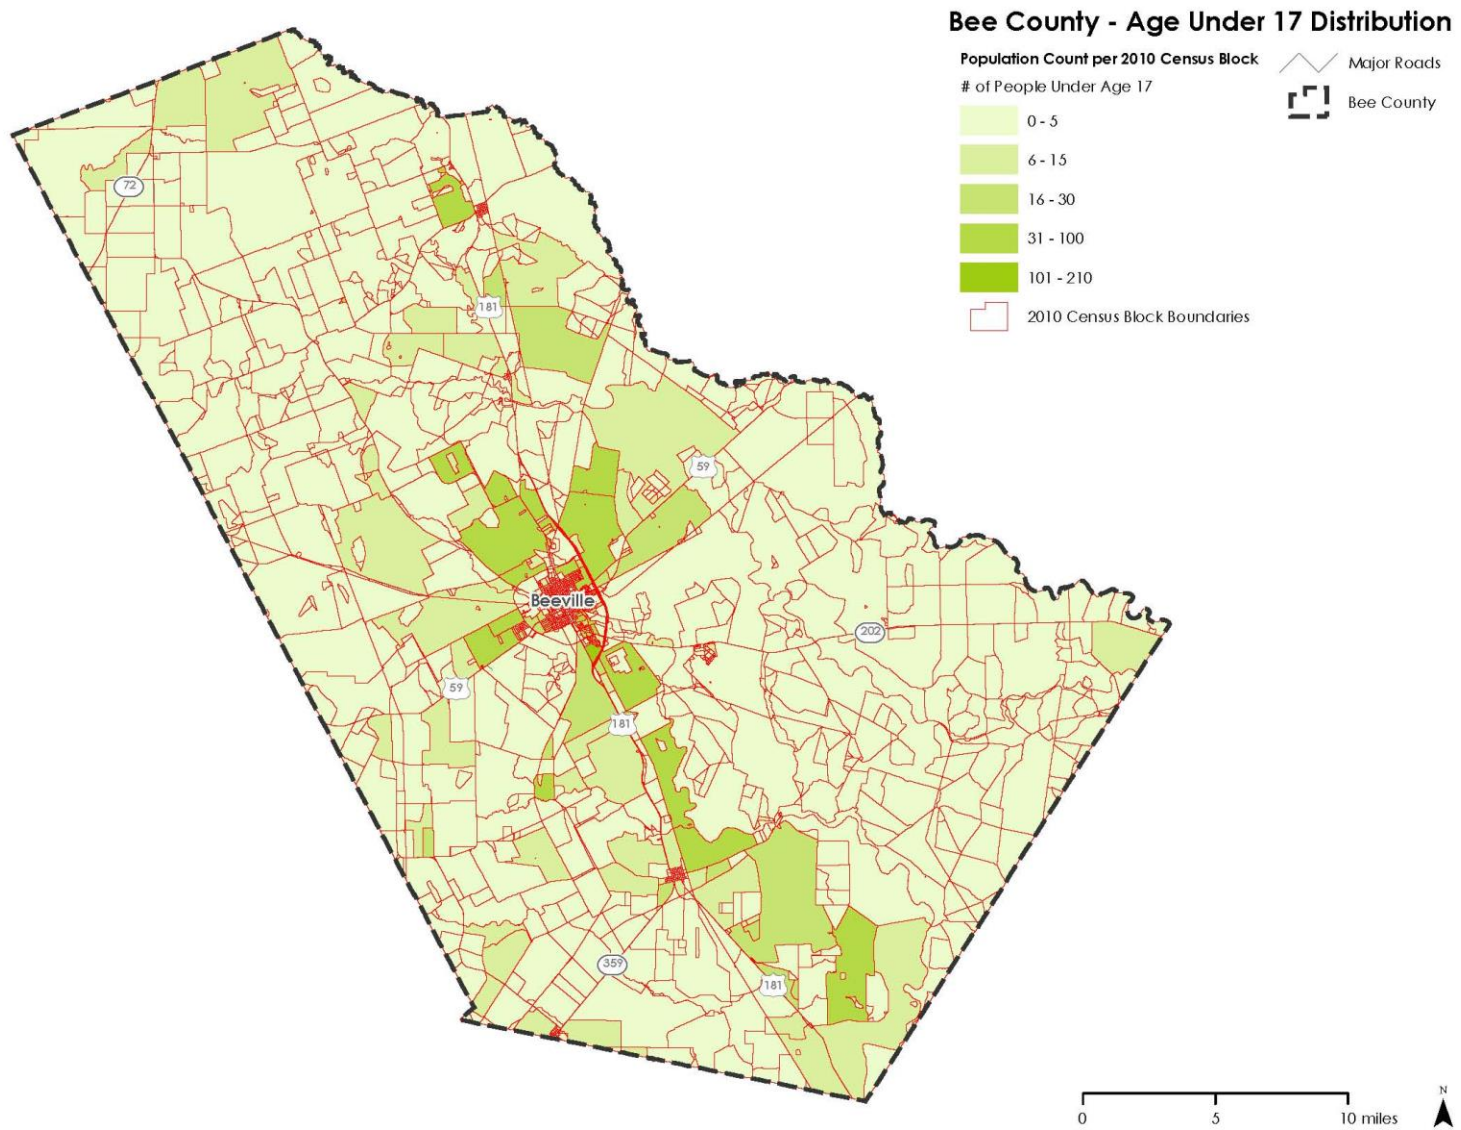 Bee County - Age Under 17 Distribution
Population Count per 2010 Census Block
# of People Under Age 17
0 - 5
6 - 15
16 - 30
31 - 100
101 - 210
2010 Census Block Boundaries
Major Roads
Bee County
72
181
59
Beeville
202
59
181
359
181
0 5 10 miles
N